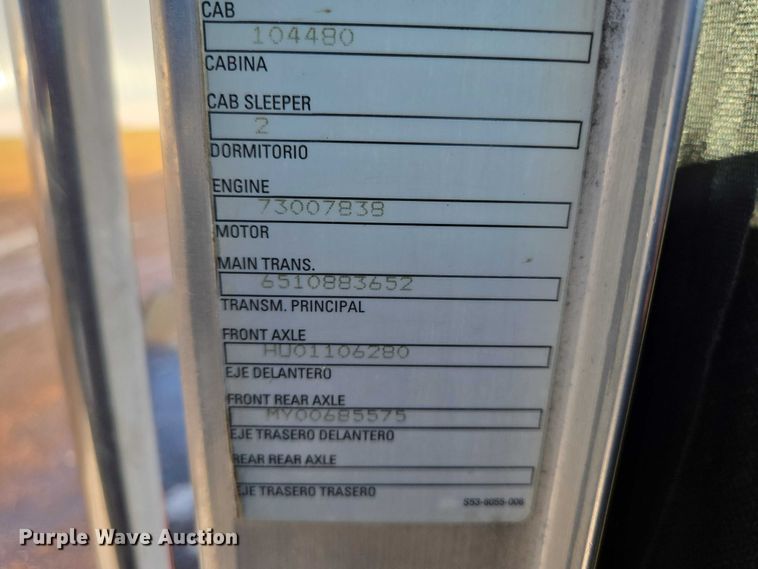 CAB
104480
CABINA
CAB SLEEPER
2
DORMITORIO
ENGINE
73007838
MOTOR
MAIN TRANS.
6510883652
TRANSM. PRINCIPAL
FRONT AXLE
HU01106280
EJE DELANTERO
FRONT REAR AXLE
MY00685575
EJE TRASERO DELANTERO
REAR REAR AXLE
EJE TRASERO TRASERO
S53-6055-006
Purple Wave Auction